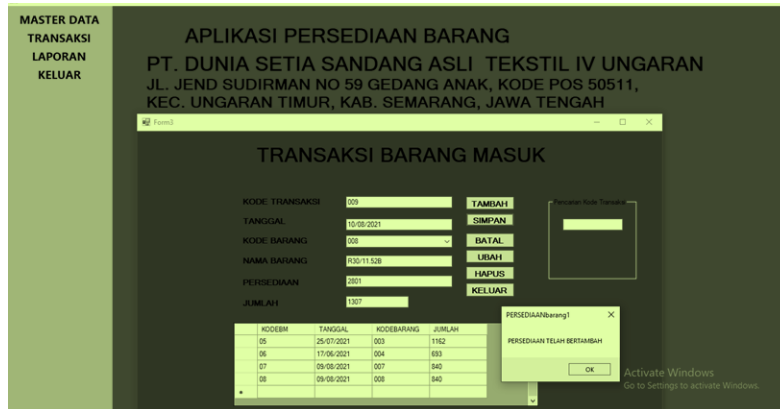 MASTER DATA
TRANSAKSI
LAPORAN
KELUAR
APLIKASI PERSEDIAAN BARANG
PT. DUNIA SETIA SANDANG ASLI TEKSTIL IV UNGARAN
JL. JEND SUDIRMAN NO 59 GEDANG ANAK, KODE POS 50511,
KEC. UNGARAN TIMUR, KAB. SEMARANG, JAWA TENGAH
Form3
TRANSAKSI BARANG MASUK
KODE TRANSAKSI 009 TAMBAH
Pencarian Kode Transaksi
TANGGAL 10/08/2021 SIMPAN
KODE BARANG 008 BATAL
NAMA BARANG R30/11.52B UBAH
HAPUS
PERSEDIAAN 2801
KELUAR
JUMLAH 1307
PERSEDIAANbarang1
PERSEDIAAN TELAH BERTAMBAH
OK
KODEBM TANGGAL KODEBARANG JUMLAH
05 25/07/2021 003 1162
06 17/06/2021 004 693
07 09/08/2021 007 840
08 09/08/2021 008 840
Activate Windows
Go to Settings to activate Windows.